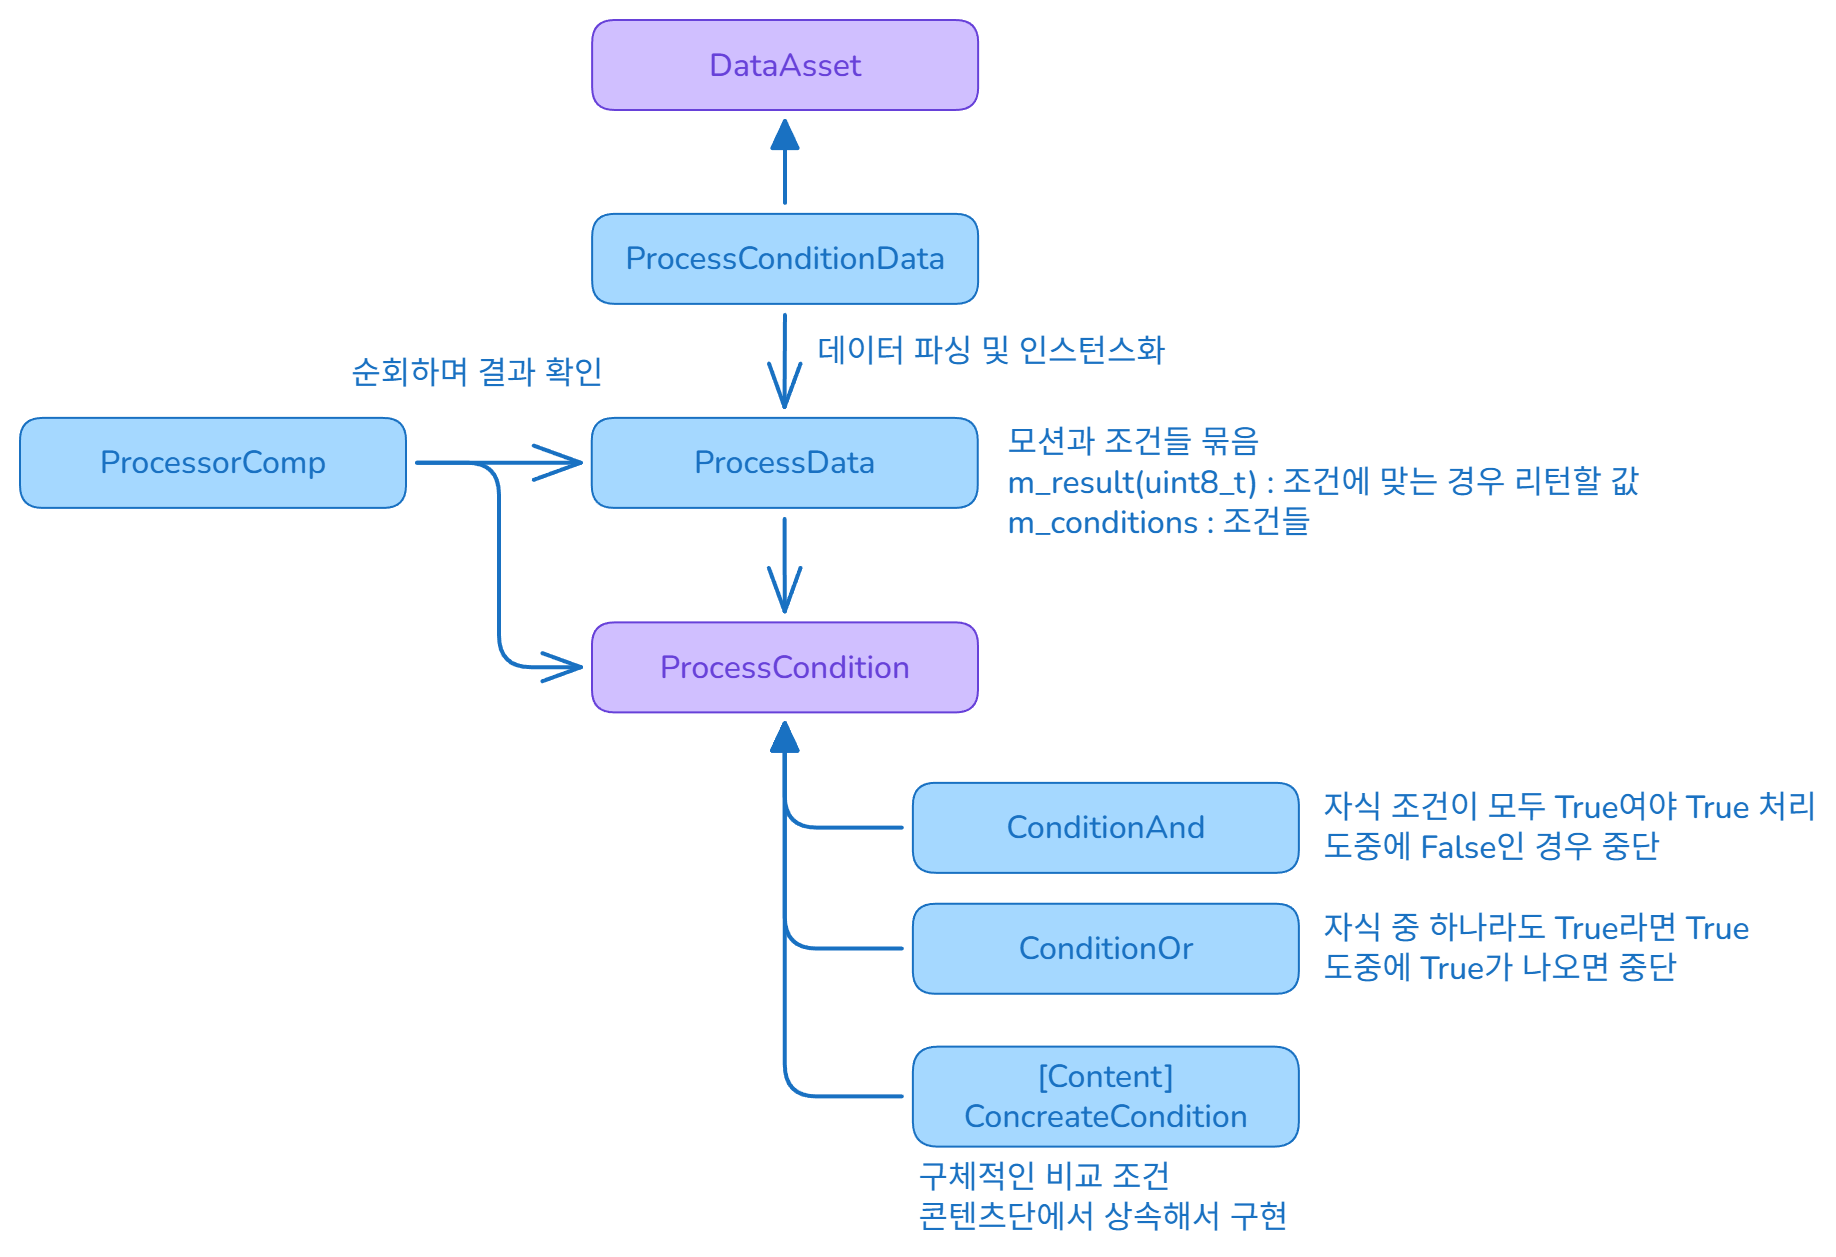 DataAsset
ProcessConditionData
데이터 파싱 및 인스턴스화
순회하며 결과 확인
ProcessorComp
ProcessData
모션과 조건들 묶음
m_result(uint8_t) : 조건에 맞는 경우 리턴할 값
m_conditions : 조건들
ProcessCondition
ConditionAnd
자식 조건이 모두 True여야 True 처리
도중에 False인 경우 중단
ConditionOr
자식 중 하나라도 True라면 True
도중에 True가 나오면 중단
[Content]
ConcreateCondition
구체적인 비교 조건
콘텐츠단에서 상속해서 구현